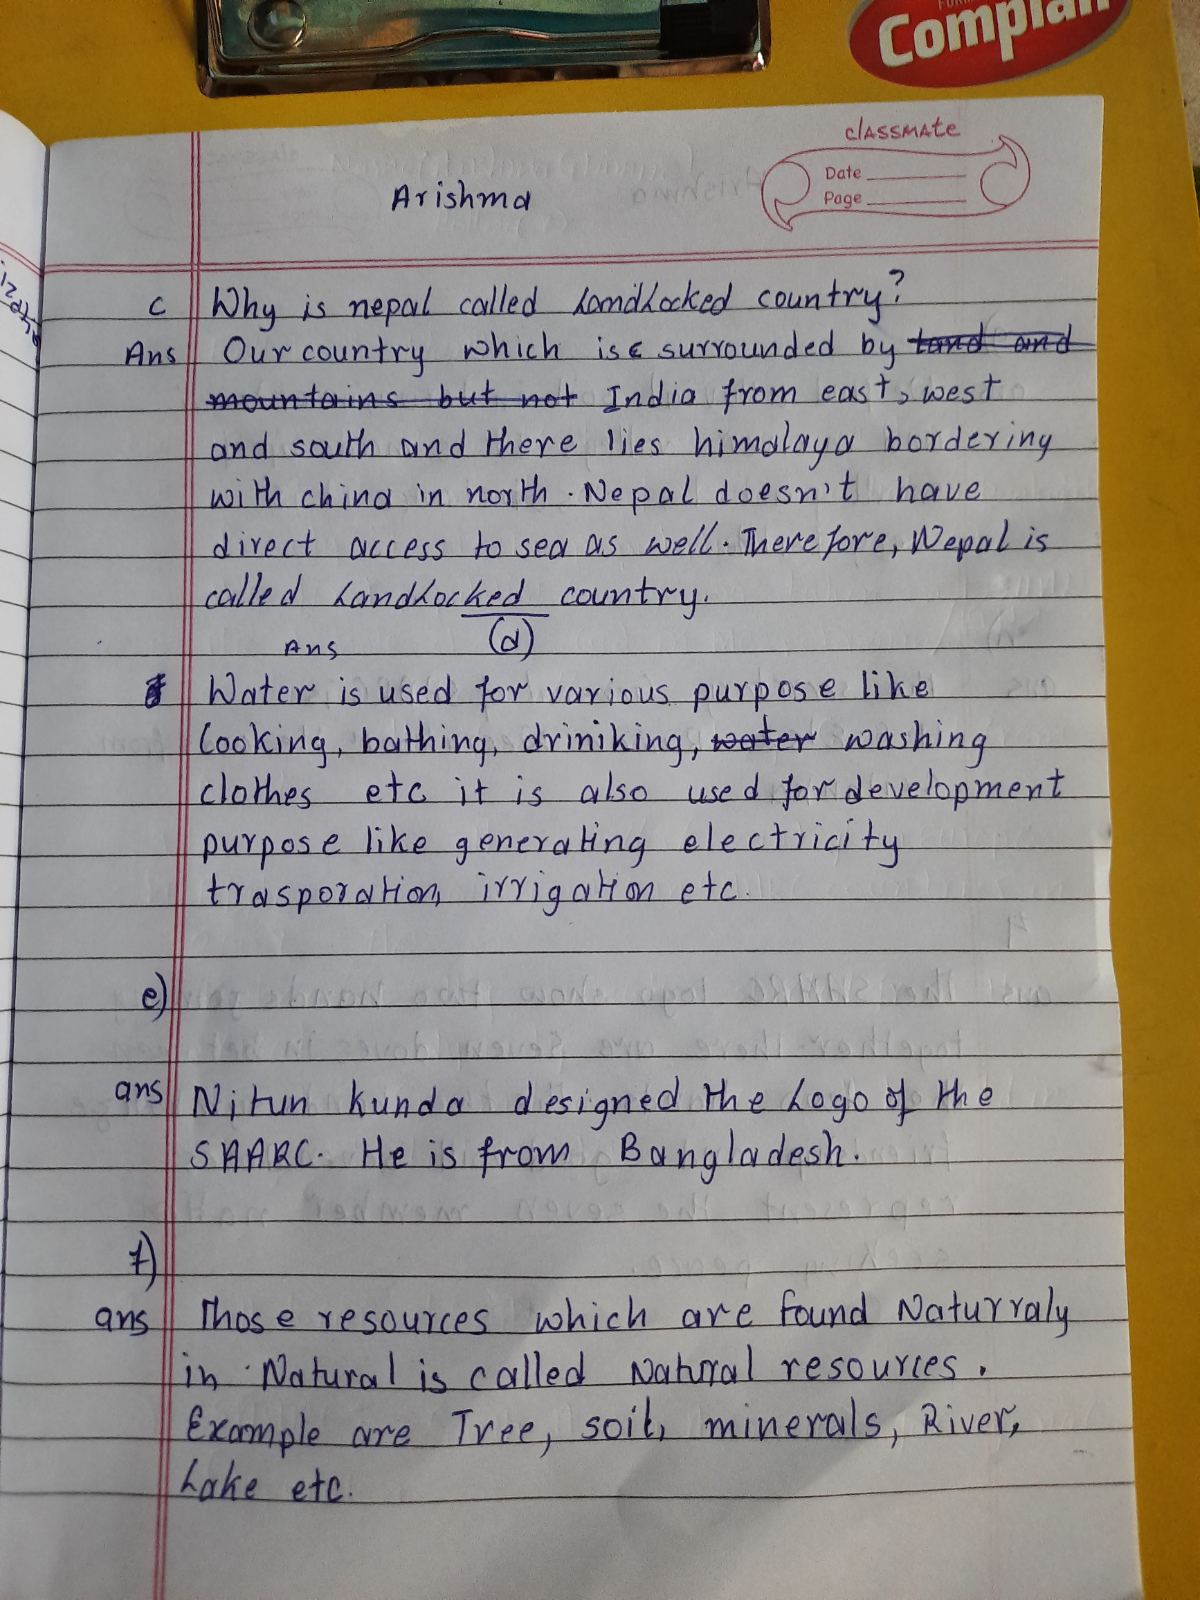 Complan
classmate
Date
Page
Arishma
c Why is nepal called LandLocked country?
Ans Our country which is surrounded by land and
mountains but not India from east, west
and south and there lies himalaya bordering
with china in north. Nepal doesn't have
direct access to sea as well. Therefore, Nepal is
called LandLocked country.
(d)
Ans
Water is used for various purpose like
Cooking, bathing, driniking, water washing
clothes etc it is also used for development
purpose like generating electricity
trasporation, irrigation etc.
e)
ans Nitun kunda designed the Logo of the
SAARC. He is from Bangladesh.
f)
ans Those resources which are found Naturraly
in Natural is called Natural resources.
Example are Tree, soil, minerals, River,
Lake etc.